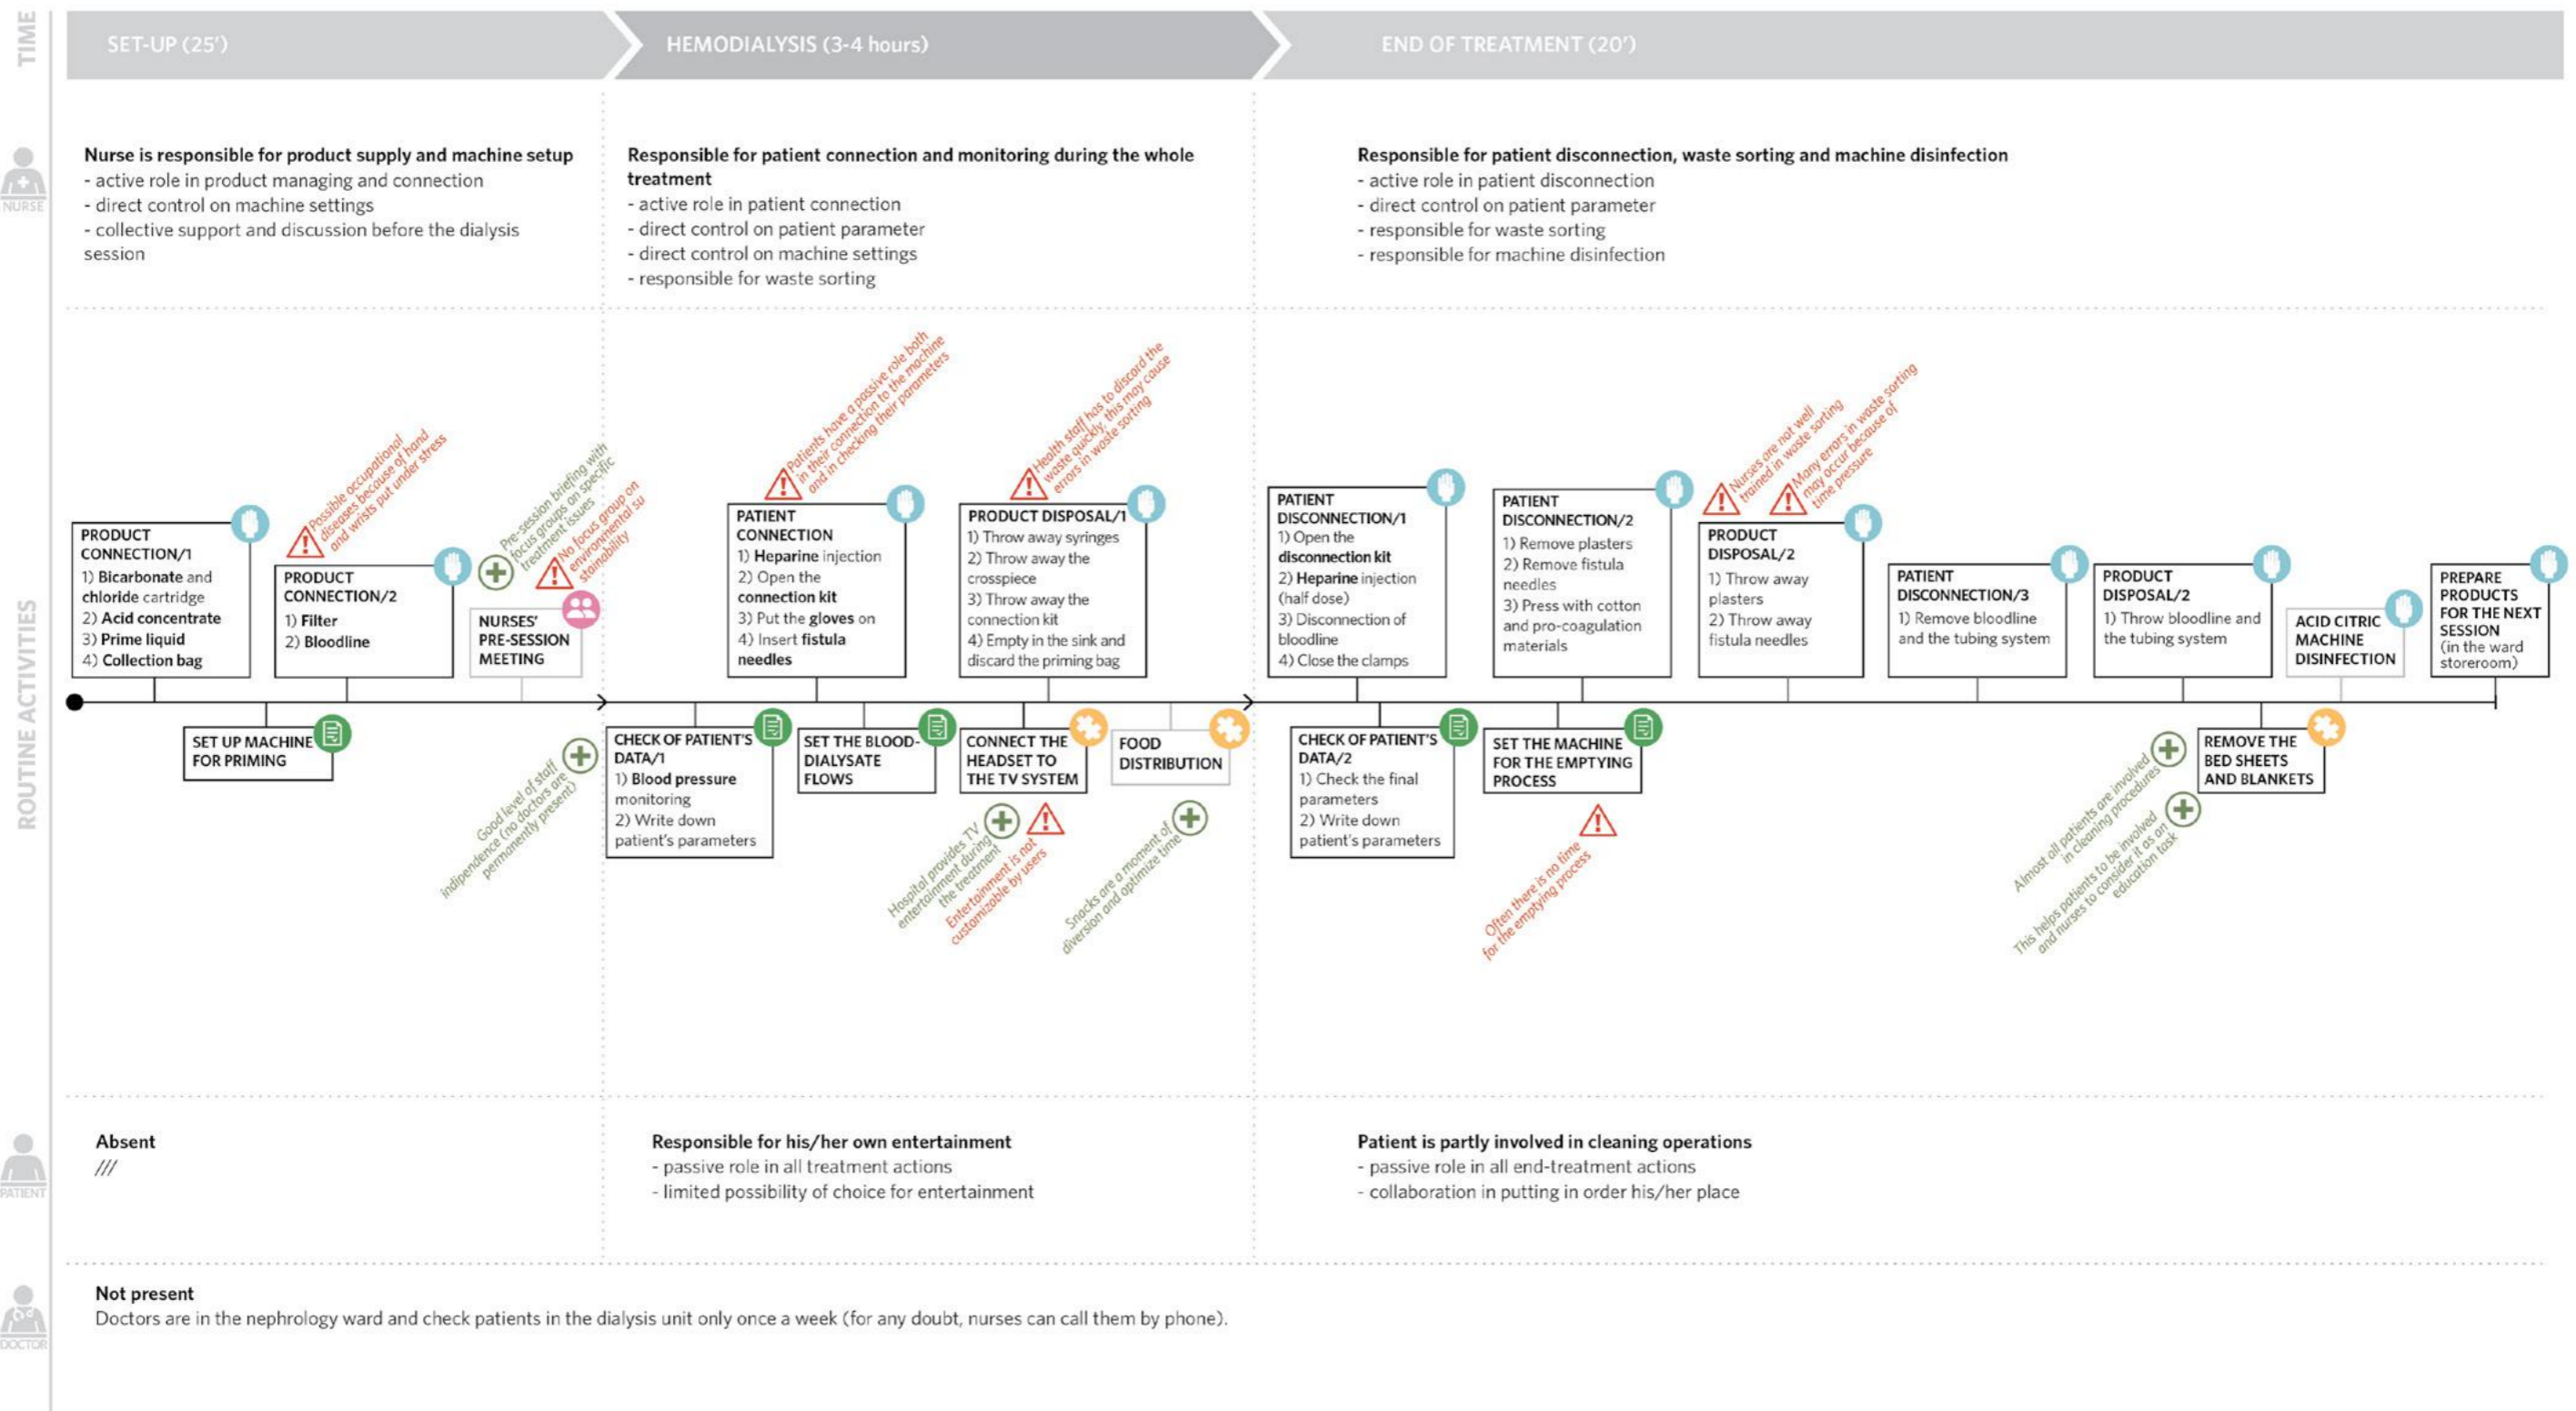 TIME
SET-UP (25')
HEMODIALYSIS (3-4 hours)
END OF TREATMENT (20')
NURSE
Nurse is responsible for product supply and machine setup
- active role in product managing and connection
- direct control on machine settings
- collective support and discussion before the dialysis
session
Responsible for patient connection and monitoring during the whole
treatment
- active role in patient connection
- direct control on patient parameter
- direct control on machine settings
- responsible for waste sorting
Responsible for patient disconnection, waste sorting and machine disinfection
- active role in patient disconnection
- direct control on patient parameter
- responsible for waste sorting
- responsible for machine disinfection
ROUTINE ACTIVITIES
PRODUCT
CONNECTION/1
1) Bicarbonate and
chloride cartridge
2) Acid concentrate
3) Prime liquid
4) Collection bag
Possible occupational
diseases because of hand
and wrists put under stress
PRODUCT
CONNECTION/2
1) Filter
2) Bloodline
Pre-session briefing with
focus groups on specific
treatment issues
No focus group on
environmental su
stainability
NURSES'
PRE-SESSION
MEETING
Patients have a passive role both
in their connection to the machine
and in checking their parameters
PATIENT
CONNECTION
1) Heparine injection
2) Open the
connection kit
3) Put the gloves on
4) Insert fistula
needles
Health staff has to discard the
waste quickly, this may cause
errors in waste sorting
PRODUCT DISPOSAL/1
1) Throw away syringes
2) Throw away the
crosspiece
3) Throw away the
connection kit
4) Empty in the sink and
discard the priming bag
PATIENT
DISCONNECTION/1
1) Open the
disconnection kit
2) Heparine injection
(half dose)
3) Disconnection of
bloodline
4) Close the clamps
PATIENT
DISCONNECTION/2
1) Remove plasters
2) Remove fistula
needles
3) Press with cotton
and pro-coagulation
materials
Nurses are not well
trained in waste sorting
Many errors in waste sorting
may occur because of
time pressure
PRODUCT
DISPOSAL/2
1) Throw away
plasters
2) Throw away
fistula needles
PATIENT
DISCONNECTION/3
1) Remove bloodline
and the tubing system
PRODUCT
DISPOSAL/2
1) Throw bloodline and
the tubing system
ACID CITRIC
MACHINE
DISINFECTION
PREPARE
PRODUCTS
FOR THE NEXT
SESSION
(in the ward
storeroom)
SET UP MACHINE
FOR PRIMING
Good level of staff
indipendence (no doctors are
permanently present)
CHECK OF PATIENT'S
DATA/1
1) Blood pressure
monitoring
2) Write down
patient's parameters
SET THE BLOOD-
DIALYSATE
FLOWS
CONNECT THE
HEADSET TO
THE TV SYSTEM
Hospital provides TV
entertainment during
the treatment
Entertainment is not
customizable by users
FOOD
DISTRIBUTION
Snacks are a moment of
diversion and optimize time
CHECK OF PATIENT'S
DATA/2
1) Check the final
parameters
2) Write down
patient's parameters
SET THE MACHINE
FOR THE EMPTYING
PROCESS
Often there is no time
for the emptying process
Almost all patients are involved
in cleaning procedures
This helps patients to be involved
and nurses to consider it as an
education task
REMOVE THE
BED SHEETS
AND BLANKETS
PATIENT
Absent
///
Responsible for his/her own entertainment
- passive role in all treatment actions
- limited possibility of choice for entertainment
Patient is partly involved in cleaning operations
- passive role in all end-treatment actions
- collaboration in putting in order his/her place
DOCTOR
Not present
Doctors are in the nephrology ward and check patients in the dialysis unit only once a week (for any doubt, nurses can call them by phone).